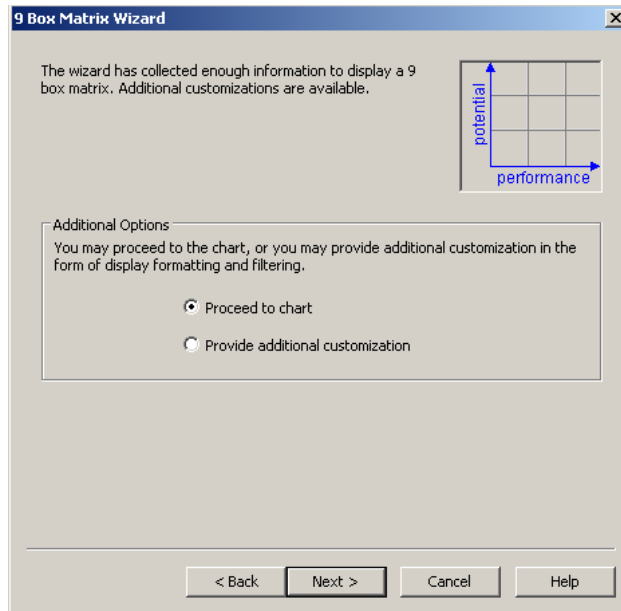 9 Box Matrix Wizard
The wizard has collected enough information to display a 9
box matrix. Additional customizations are available.
potential
performance
Additional Options
You may proceed to the chart, or you may provide additional customization in the
form of display formatting and filtering.
Proceed to chart
Provide additional customization
< Back
Next >
Cancel
Help